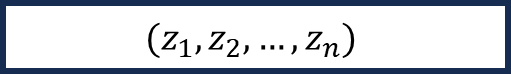 (z₁, z₂, ..., zₙ)